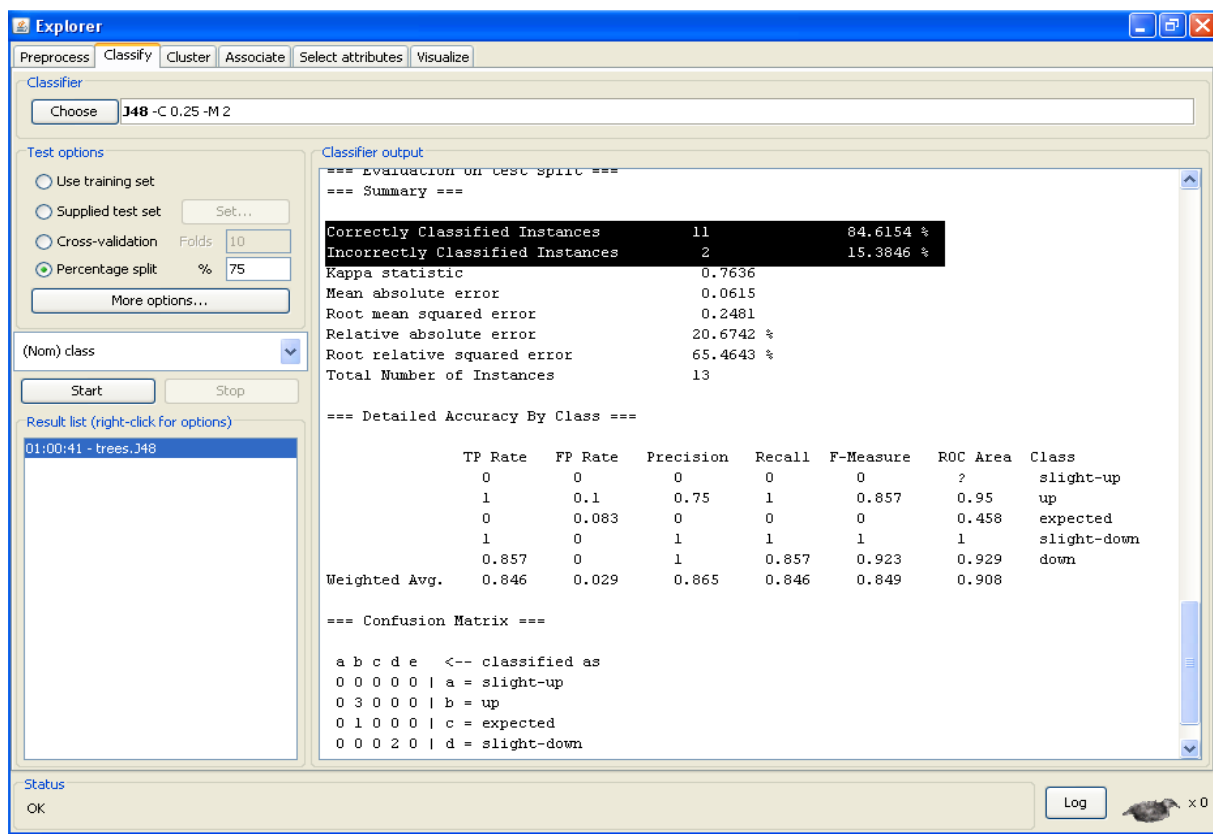 Explorer
Preprocess Classify Cluster Associate Select attributes Visualize
Classifier
Choose J48 -C 0.25 -M 2
Test options
Use training set
Supplied test set Set...
Cross-validation Folds 10
Percentage split % 75
More options...
(Nom) class
Start Stop
Result list (right-click for options)
01:00:41 - trees.J48
Classifier output
=== Evaluation on test split ===
=== Summary ===
Correctly Classified Instances 11 84.6154 %
Incorrectly Classified Instances 2 15.3846 %
Kappa statistic 0.7636
Mean absolute error 0.0615
Root mean squared error 0.2481
Relative absolute error 20.6742 %
Root relative squared error 65.4643 %
Total Number of Instances 13
=== Detailed Accuracy By Class ===
TP Rate FP Rate Precision Recall F-Measure ROC Area Class
0 0 0 0 0 ? slight-up
1 0.1 0.75 1 0.857 0.95 up
0 0.083 0 0 0 0.458 expected
1 0 1 1 1 1 slight-down
0.857 0 1 0.857 0.923 0.929 down
Weighted Avg. 0.846 0.029 0.865 0.846 0.849 0.908
=== Confusion Matrix ===
a b c d e <-- classified as
0 0 0 0 0 | a = slight-up
0 3 0 0 0 | b = up
0 1 0 0 0 | c = expected
0 0 0 2 0 | d = slight-down
Status
OK
Log
x 0